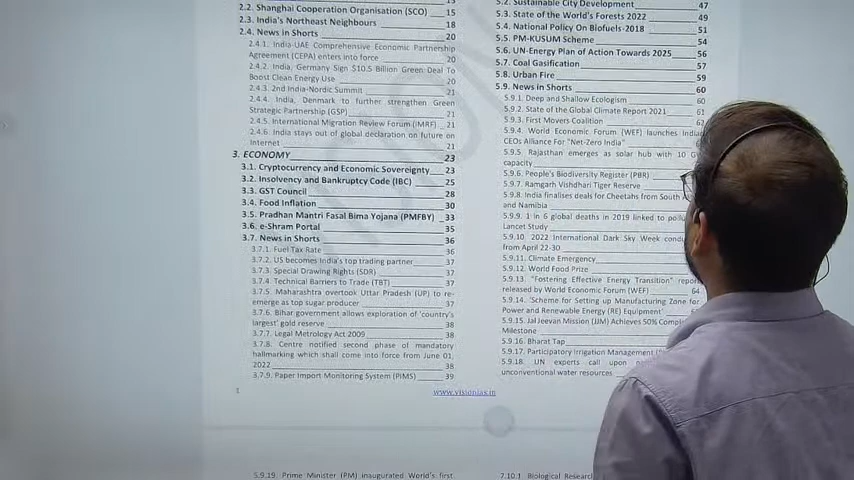 2.2. Shanghai Cooperation Organisation (SCO) 15
2.3. India's Northeast Neighbours 18
2.4. News in Shorts 20
2.4.1. India-UAE Comprehensive Economic Partnership
Agreement (CEPA) enters into force 20
2.4.2. India, Germany Sign $10.5 Billion Green Deal To
Boost Clean Energy Use 20
2.4.3. 2nd India-Nordic Summit 21
2.4.4. India, Denmark to further strengthen Green
Strategic Partnership (GSP) 21
2.4.5. International Migration Review Forum (IMRF) 21
2.4.6. India stays out of global declaration on future on
Internet 21
3. ECONOMY 23
3.1. Cryptocurrency and Economic Sovereignty 23
3.2. Insolvency and Bankruptcy Code (IBC) 25
3.3. GST Council 28
3.4. Food Inflation 30
3.5. Pradhan Mantri Fasal Bima Yojana (PMFBY) 33
3.6. e-Shram Portal 35
3.7. News in Shorts 36
3.7.1. Fuel Tax Rate 36
3.7.2. US becomes India's top trading partner 37
3.7.3. Special Drawing Rights (SDR) 37
3.7.4. Technical Barriers to Trade (TBT) 37
3.7.5. Maharashtra overtook Uttar Pradesh (UP) to re-
emerge as top sugar producer 37
3.7.6. Bihar government allows exploration of 'country's
largest' gold reserve 38
3.7.7. Legal Metrology Act 2009 38
3.7.8. Centre notified second phase of mandatory
hallmarking which shall come into force from June 01,
2022 38
3.7.9. Paper Import Monitoring System (PIMS) 39
5.2. Sustainable City Development 47
5.3. State of the World's Forests 2022 49
5.4. National Policy On Biofuels-2018 51
5.5. PM-KUSUM Scheme 54
5.6. UN-Energy Plan of Action Towards 2025 56
5.7. Coal Gasification 57
5.8. Urban Fire 59
5.9. News in Shorts 60
5.9.1. Deep and Shallow Ecologism 60
5.9.2. State of the Global Climate Report 2021 61
5.9.3. First Movers Coalition 62
5.9.4. World Economic Forum (WEF) launches India
CEOs Alliance For "Net-Zero India"
5.9.5. Rajasthan emerges as solar hub with 10
capacity
5.9.6. People's Biodiversity Register (PBR)
5.9.7. Ramgarh Vishdhari Tiger Reserve
5.9.8. India finalises deals for Cheetahs from South
and Namibia
5.9.9. 1 in 6 global deaths in 2019 linked to
Lancet Study
5.9.10. 2022 International Dark Sky Week
from April 22-30
5.9.11. Climate Emergency
5.9.12. World Food Prize
5.9.13. "Fostering Effective Energy Transition"
released by World Economic Forum (WEF) 64
5.9.14. 'Scheme for Setting up Manufacturing Zone for
Power and Renewable Energy (RE) Equipment'
5.9.15. Jal Jeevan Mission (JJM) Achieves 50%
Milestone
5.9.16. Bharat Tap
5.9.17. Participatory Irrigation Management
5.9.18. UN experts call upon
unconventional water resources
1
www.visionias.in
5.9.19. Prime Minister (PM) inaugurated World's first
7.10.1 Biological